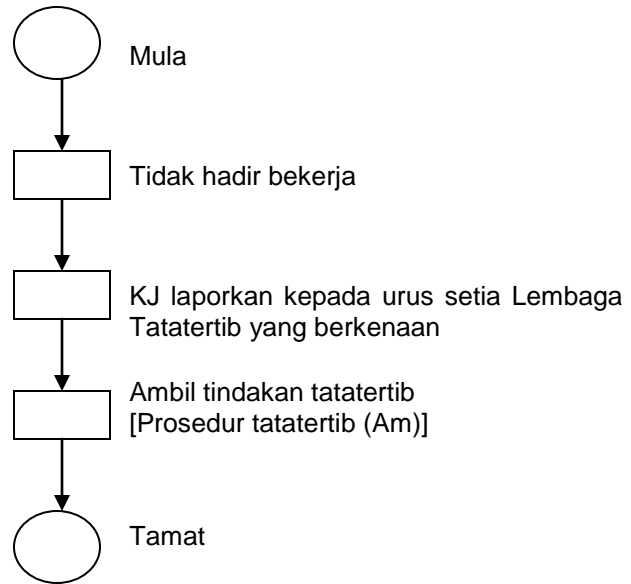 Mula
Tidak hadir bekerja
KJ laporkan kepada urus setia Lembaga
Tatatertib yang berkenaan
Ambil tindakan tatatertib
[Prosedur tatatertib (Am)]
Tamat